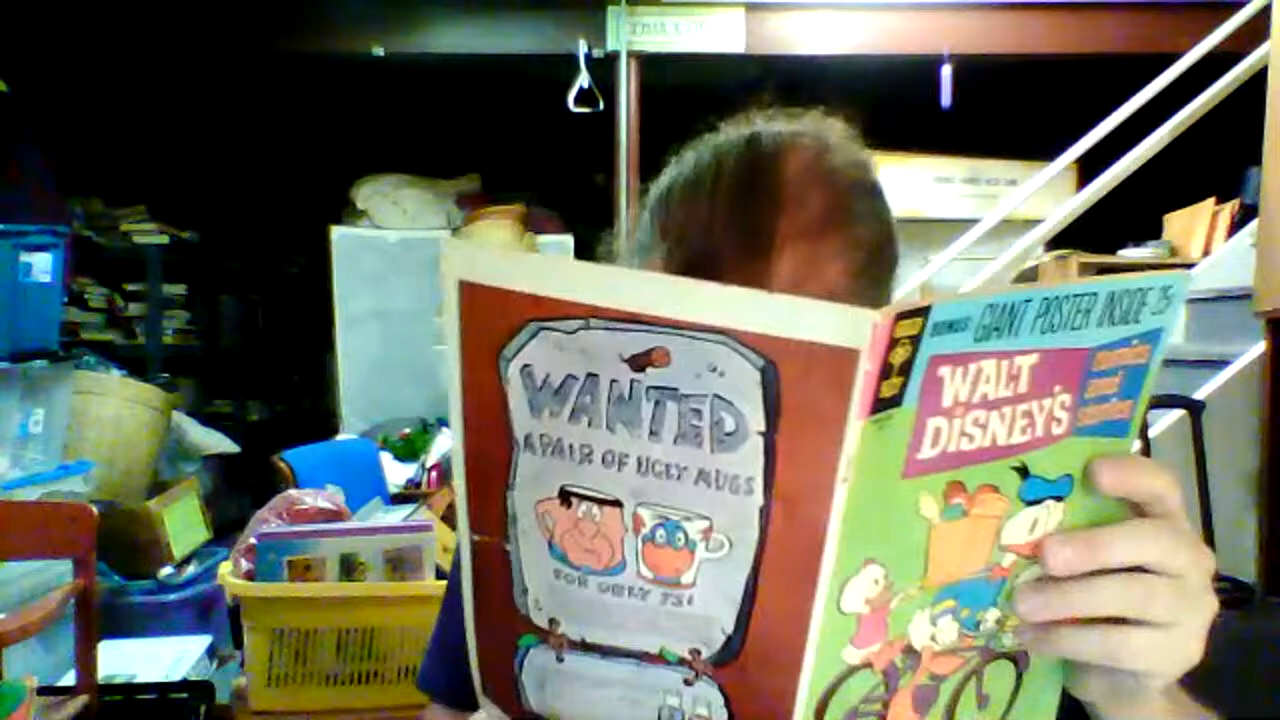 WANTED
A PAIR OF UGLY MUGS
FOR ONLY 75¢
BONUS: GIANT POSTER INSIDE 25
WALT
DISNEY'S
comics
and
stories